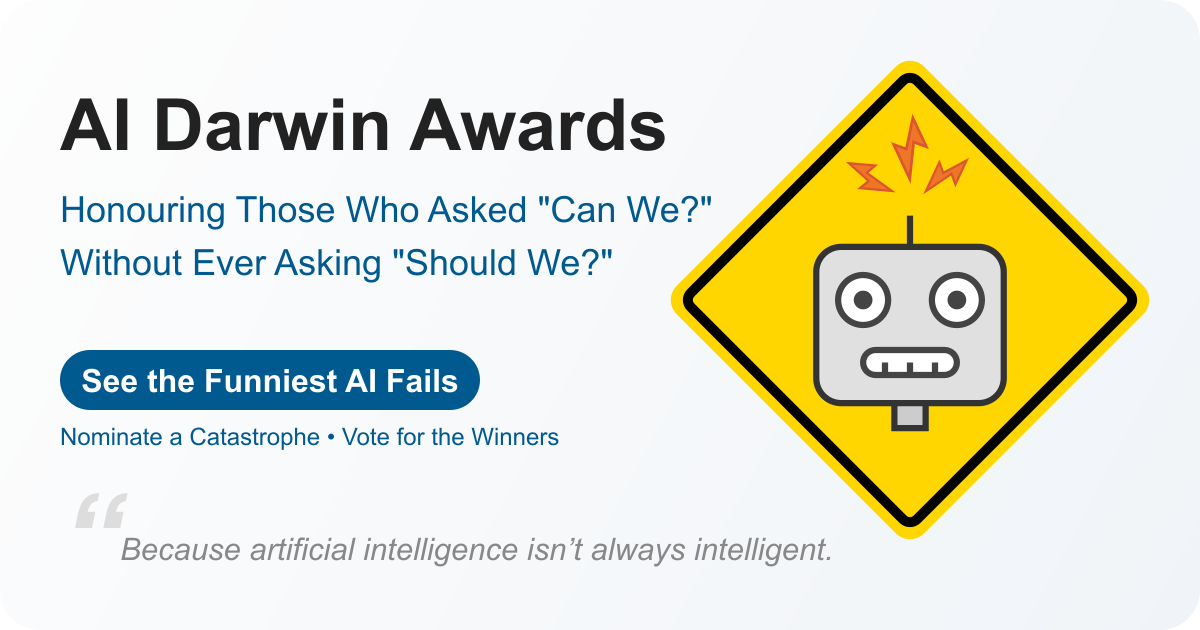 AI Darwin Awards
Honouring Those Who Asked "Can We?"
Without Ever Asking "Should We?"
See the Funniest AI Fails
Nominate a Catastrophe • Vote for the Winners
“
Because artificial intelligence isn’t always intelligent.